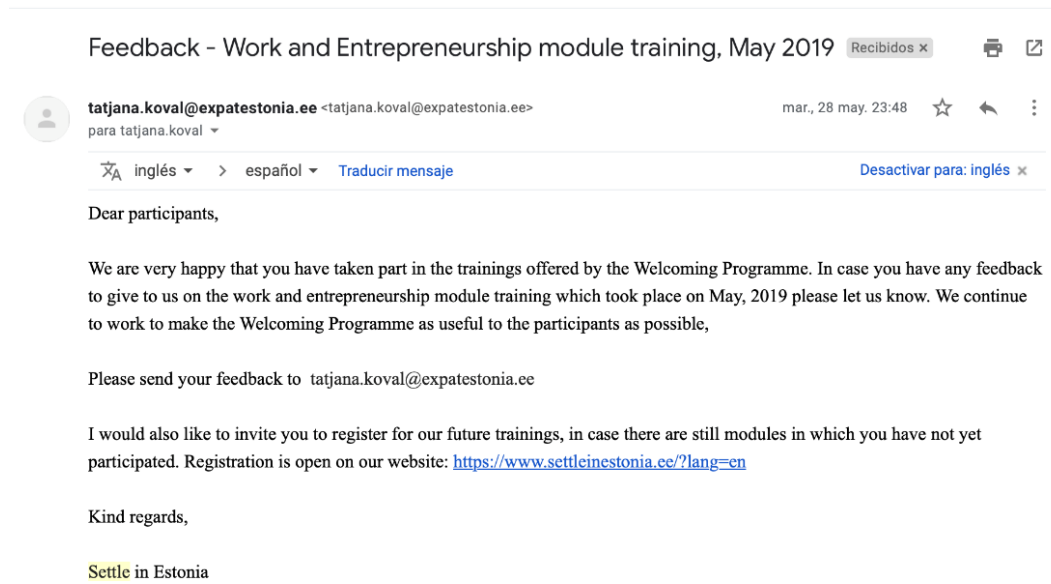 Feedback - Work and Entrepreneurship module training, May 2019 Recibidos ×
tatjana.koval@expatestonia.ee <tatjana.koval@expatestonia.ee> mar., 28 may. 23:48
para tatjana.koval
inglés > español Traducir mensaje Desactivar para: inglés ×
Dear participants,
We are very happy that you have taken part in the trainings offered by the Welcoming Programme. In case you have any feedback
to give to us on the work and entrepreneurship module training which took place on May, 2019 please let us know. We continue
to work to make the Welcoming Programme as useful to the participants as possible,
Please send your feedback to tatjana.koval@expatestonia.ee
I would also like to invite you to register for our future trainings, in case there are still modules in which you have not yet
participated. Registration is open on our website: https://www.settleinestonia.ee/?lang=en
Kind regards,
Settle in Estonia